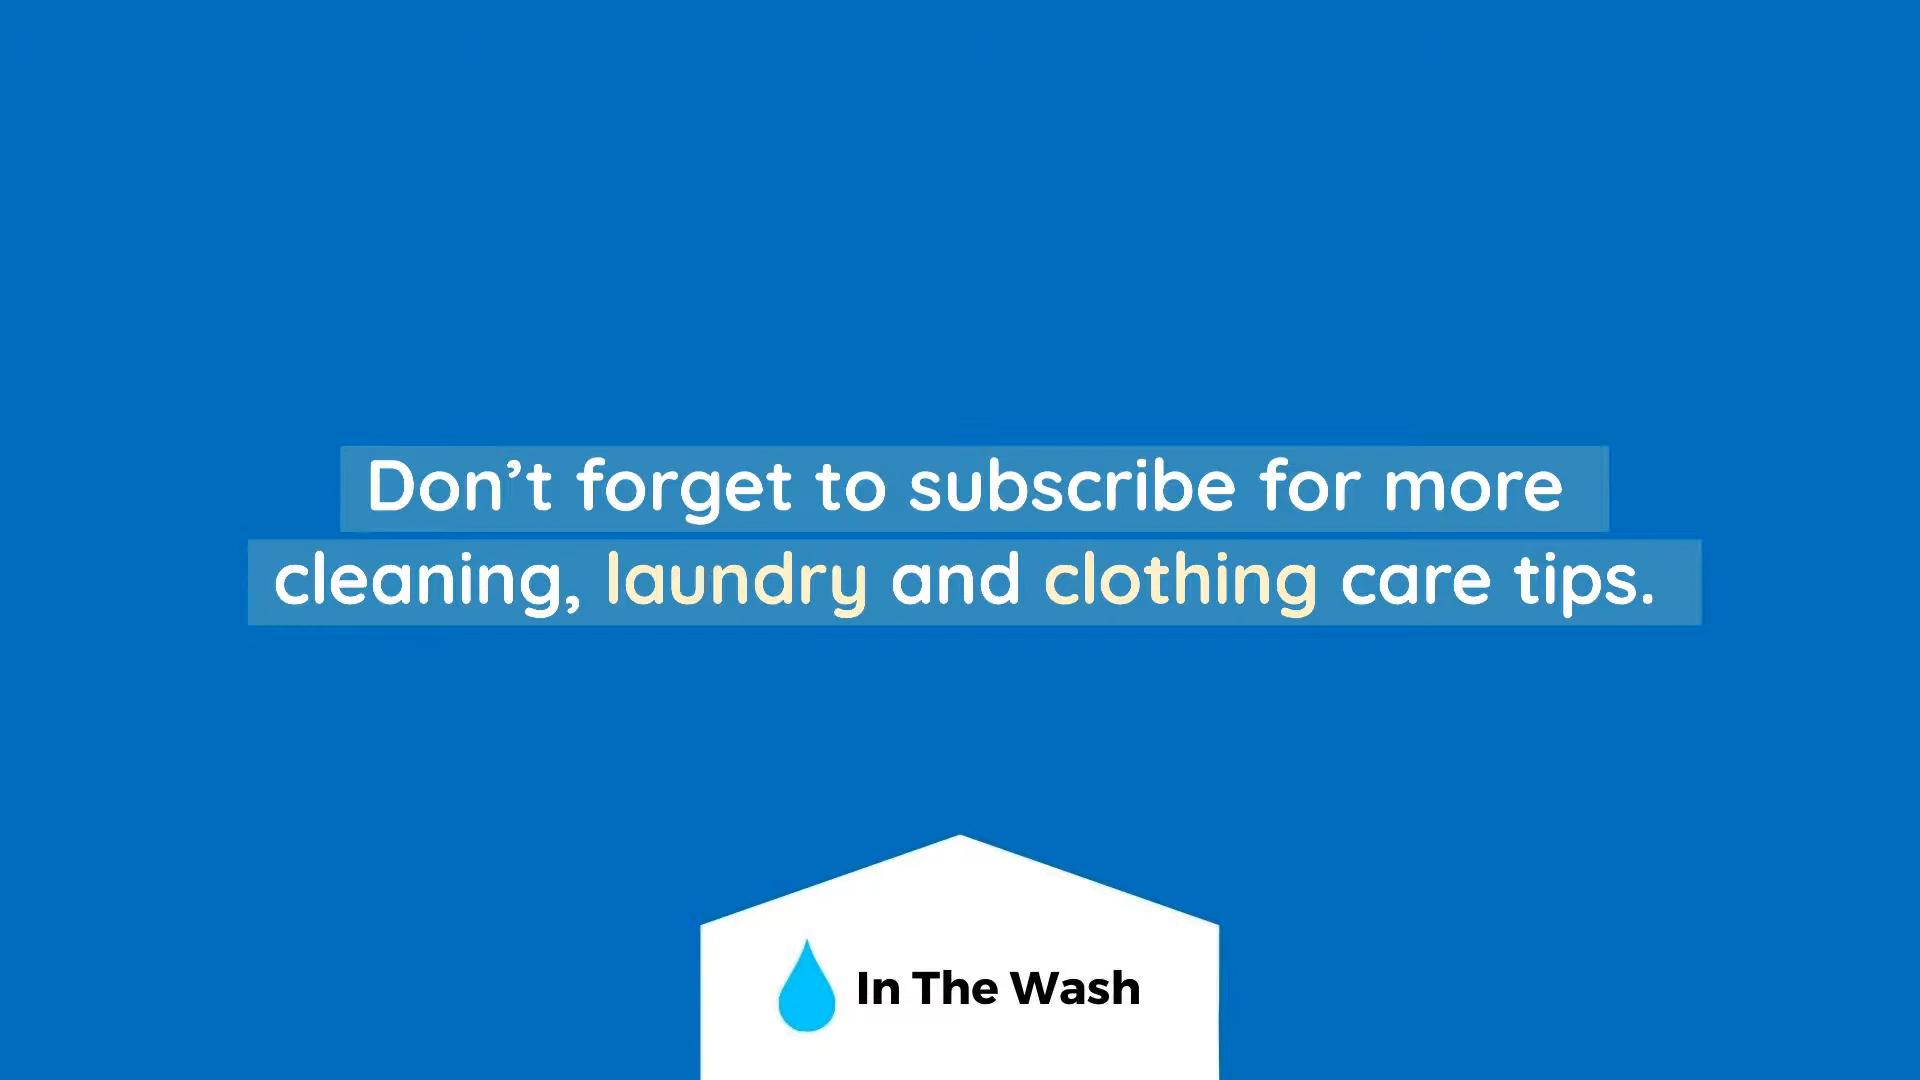 Don’t forget to subscribe for more
cleaning, laundry and clothing care tips.
In The Wash